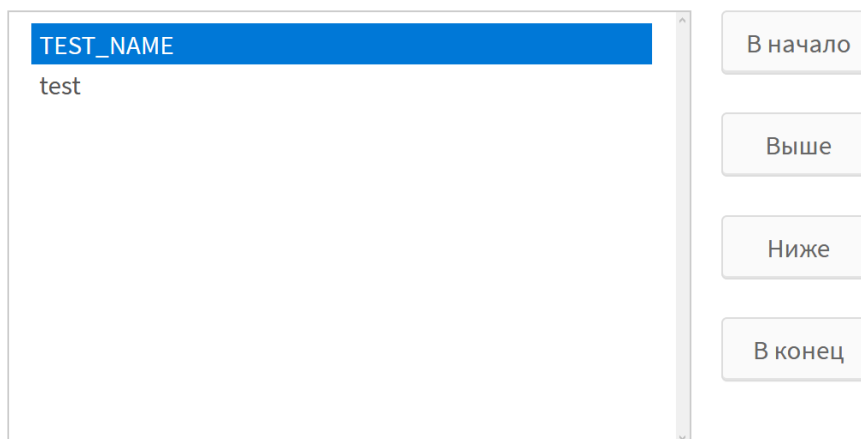 TEST_NAME
test
В начало
Выше
Ниже
В конец